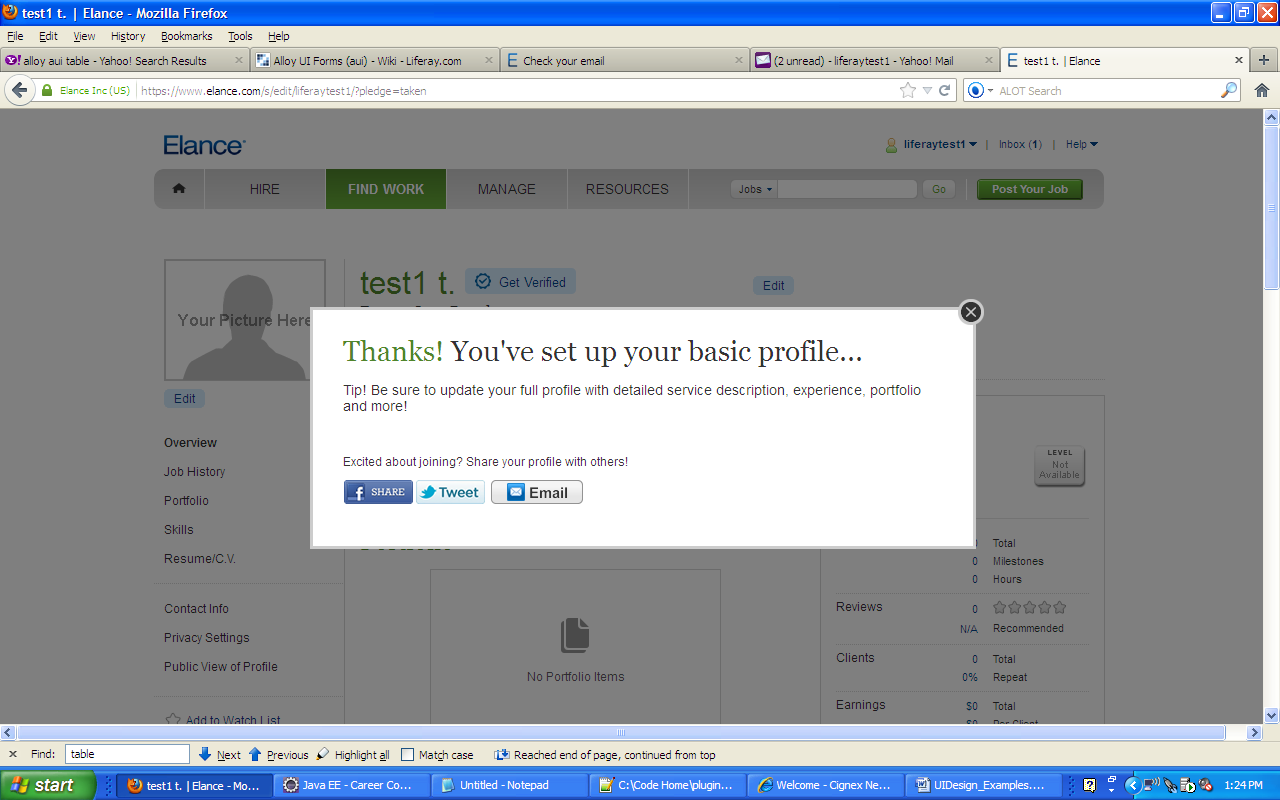 test1 t. | Elance - Mozilla Firefox
File Edit View History Bookmarks Tools Help
alloy aui table - Yahoo! Search Results
Alloy UI Forms (aui) - Wiki - Liferay.com
Check your email
(2 unread) - liferaytest1 - Yahoo! Mail
test1 t. | Elance
Elance Inc (US) https://www.elance.com/s/edit/liferaytest1/?pledge=taken
ALOT Search
Elance
liferaytest1 | Inbox (1) | Help
HIRE FIND WORK MANAGE RESOURCES Jobs Go Post Your Job
Your Picture Here
test1 t. Get Verified Edit
Thanks! You've set up your basic profile...
Tip! Be sure to update your full profile with detailed service description, experience, portfolio
and more!
Excited about joining? Share your profile with others!
f SHARE Tweet Email
Edit
Overview
Job History
Portfolio
Skills
Resume/C.V.
Contact Info
Privacy Settings
Public View of Profile
Add to Watch List
No Portfolio Items
LEVEL
Not
Available
Total
0 Milestones
0 Hours
Reviews 0
N/A Recommended
Clients 0 Total
0% Repeat
Earnings $0 Total
$0 Per Client
Find: table Next Previous Highlight all Match case Reached end of page, continued from top
start test1 t. | Elance - Mo... Java EE - Career Co... Untitled - Notepad C:\Code Home\plugin... Welcome - Cignex Ne... UIDesign_Examples.... 1:24 PM